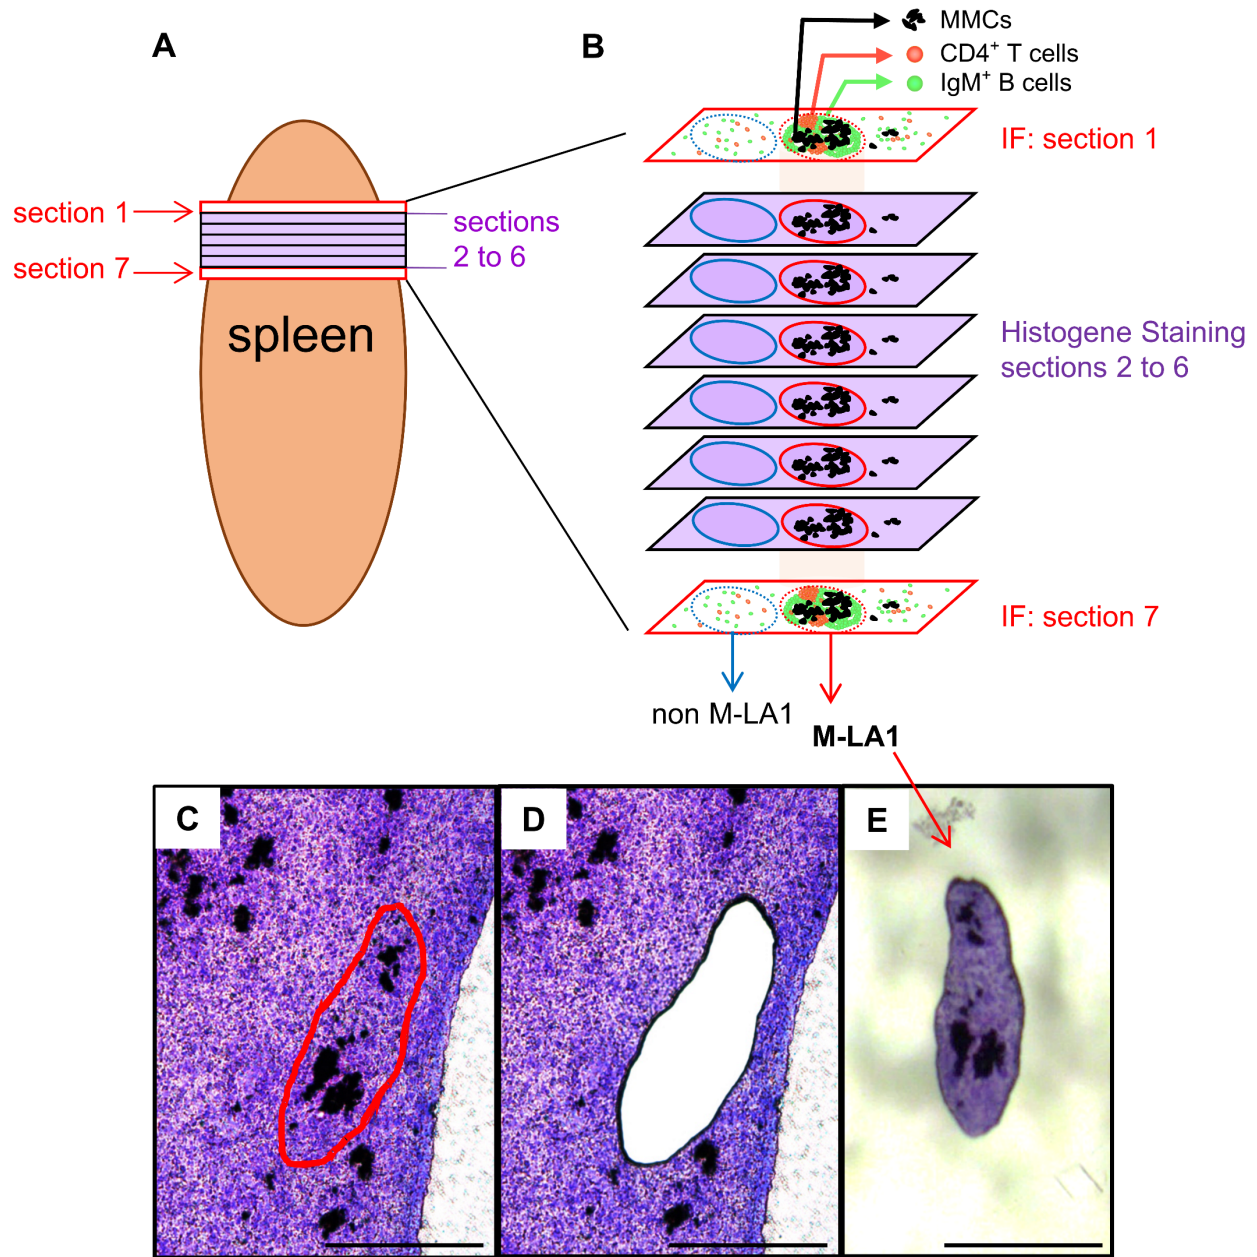 A
B
MMCs
CD4⁺ T cells
IgM⁺ B cells
IF: section 1
section 1
sections
2 to 6
section 7
spleen
Histogene Staining
sections 2 to 6
IF: section 7
non M-LA1
M-LA1
C
D
E